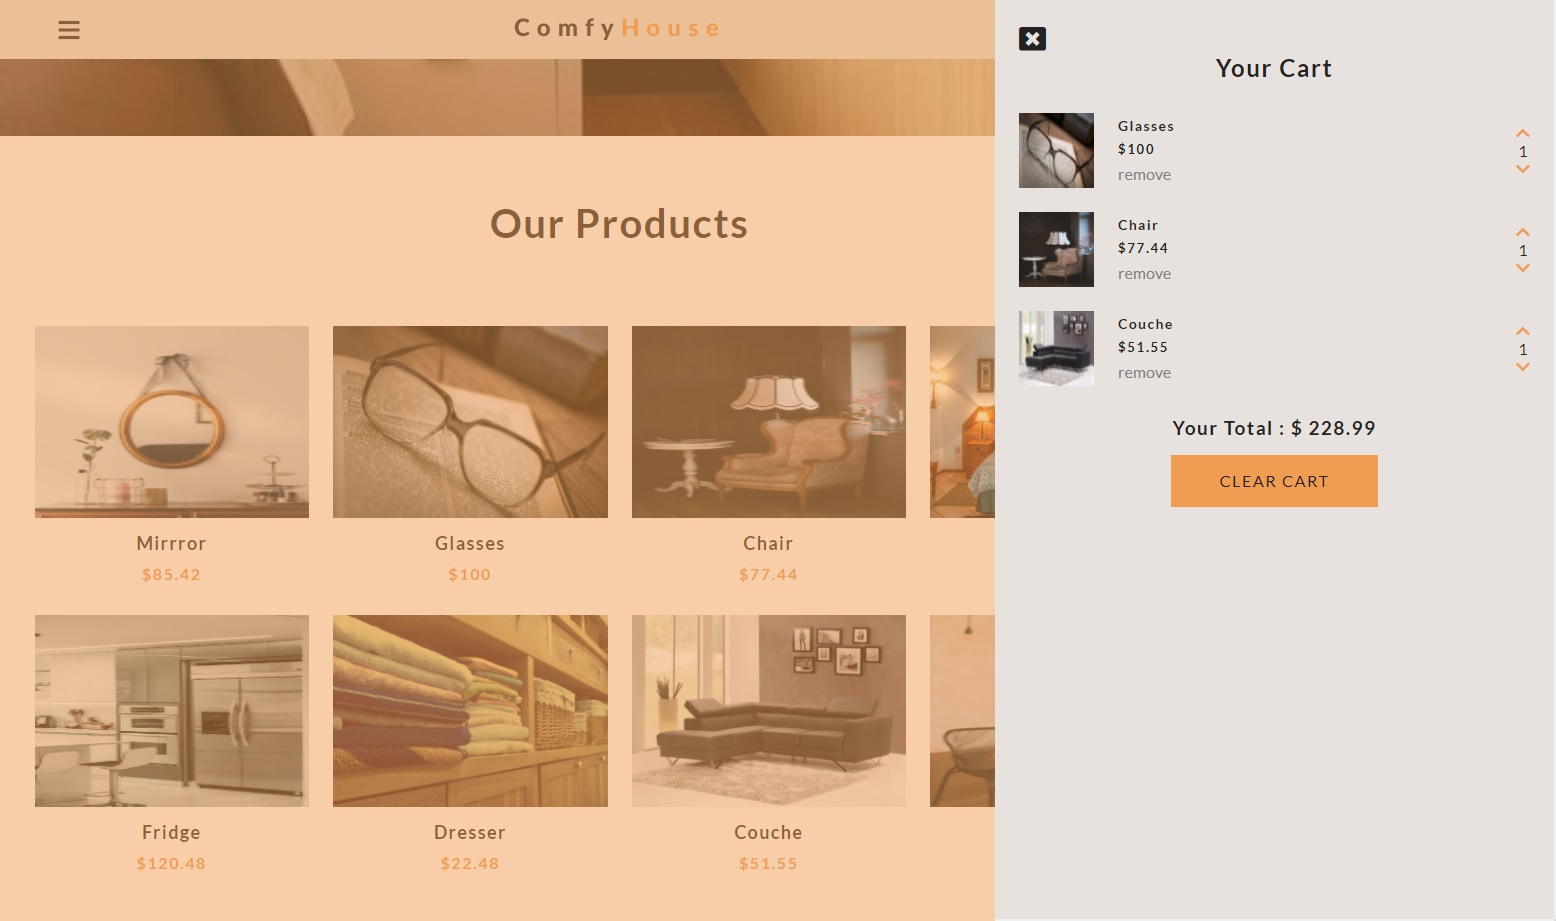 ComfyHouse
Our Products
Mirrror
Glasses
Chair
$85.42
$100
$77.44
Fridge
Dresser
Couche
$120.48
$22.48
$51.55
Your Cart
Glasses
$100
remove
1
Chair
$77.44
remove
1
Couche
$51.55
remove
1
Your Total : $ 228.99
CLEAR CART